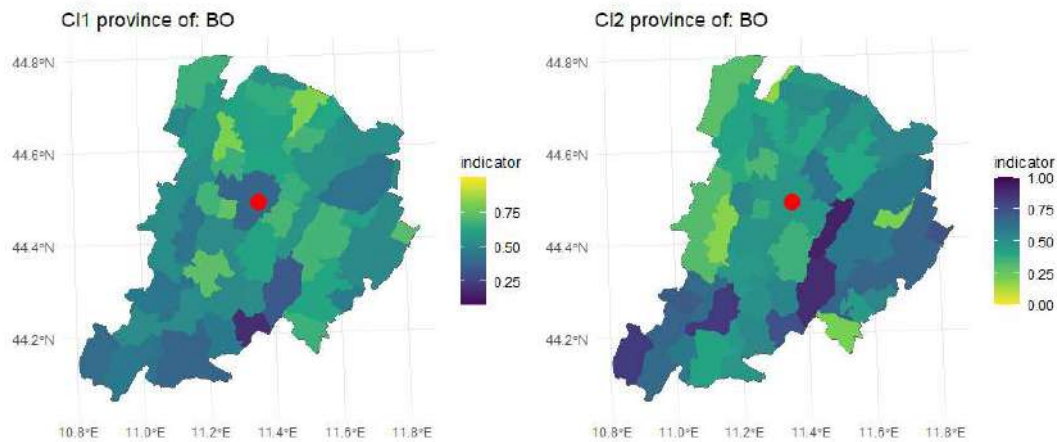 CI1 province of: BO
44.8°N
44.6°N
44.4°N
44.2°N
10.8°E 11.0°E 11.2°E 11.4°E 11.6°E 11.8°E
indicator
0.75
0.50
0.25
CI2 province of: BO
44.8°N
44.6°N
44.4°N
44.2°N
10.8°E 11.0°E 11.2°E 11.4°E 11.6°E 11.8°E
indicator
1.00
0.75
0.50
0.25
0.00